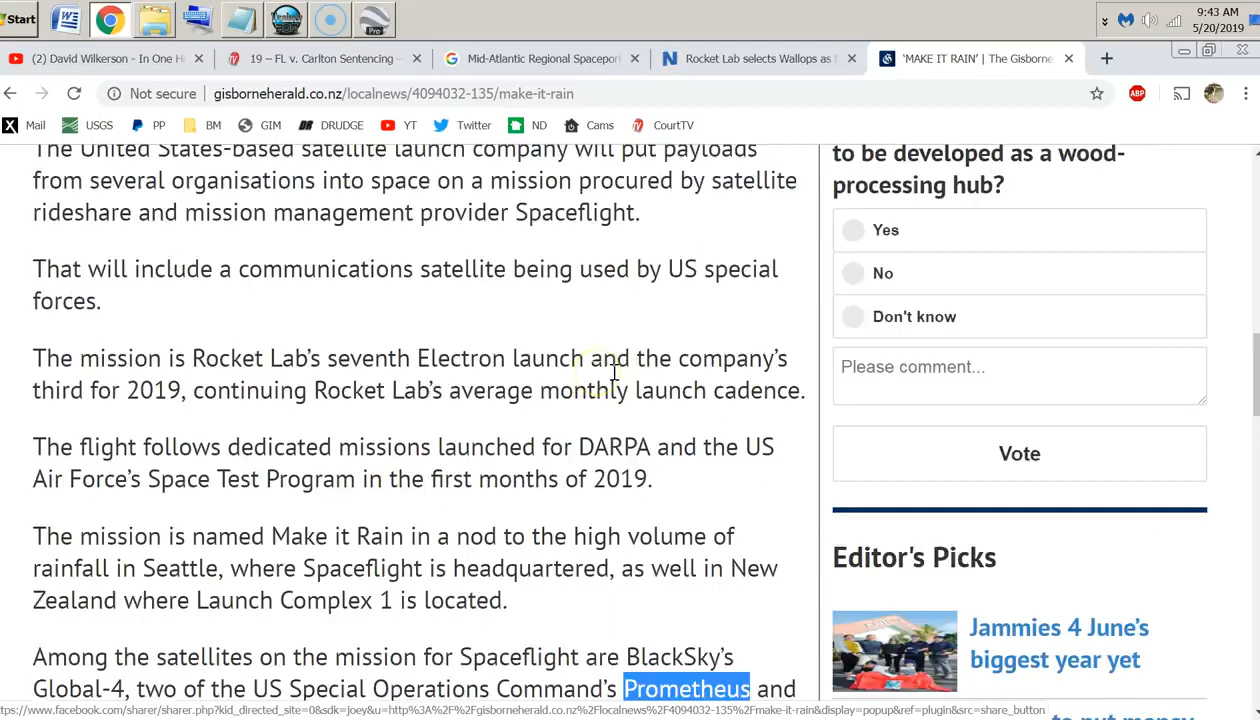 Start
9:43 AM
5/20/2019
Pro
(2) David Wilkerson - In One H
19 – FL v. Carlton Sentencing -
Mid-Atlantic Regional Spaceport
Rocket Lab selects Wallops as f
'MAKE IT RAIN' | The Gisborne
Not secure | gisborneherald.co.nz/localnews/4094032-135/make-it-rain
ABP
X Mail
USGS
PP
BM
GIM
DR DRUDGE
YT
Twitter
ND
Cams
CourtTV
The United States-based satellite launch company will put payloads
from several organisations into space on a mission procured by satellite
rideshare and mission management provider Spaceflight.
That will include a communications satellite being used by US special
forces.
The mission is Rocket Lab's seventh Electron launch and the company's
third for 2019, continuing Rocket Lab's average monthly launch cadence.
The flight follows dedicated missions launched for DARPA and the US
Air Force's Space Test Program in the first months of 2019.
The mission is named Make it Rain in a nod to the high volume of
rainfall in Seattle, where Spaceflight is headquartered, as well in New
Zealand where Launch Complex 1 is located.
Among the satellites on the mission for Spaceflight are BlackSky's
Global-4, two of the US Special Operations Command's Prometheus and
to be developed as a wood-
processing hub?
Yes
No
Don't know
Please comment...
Vote
Editor's Picks
Jammies 4 June's
biggest year yet
to put money
ttps://www.facebook.com/sharer/sharer.php?kid_directed_site=0&sdk=joey&u=http%3A%2F%2Fgisborneherald.co.nz%2Flocalnews%2F4094032-135%2Fmake-it-rain&display=popup&ref=plugin&src=share_button